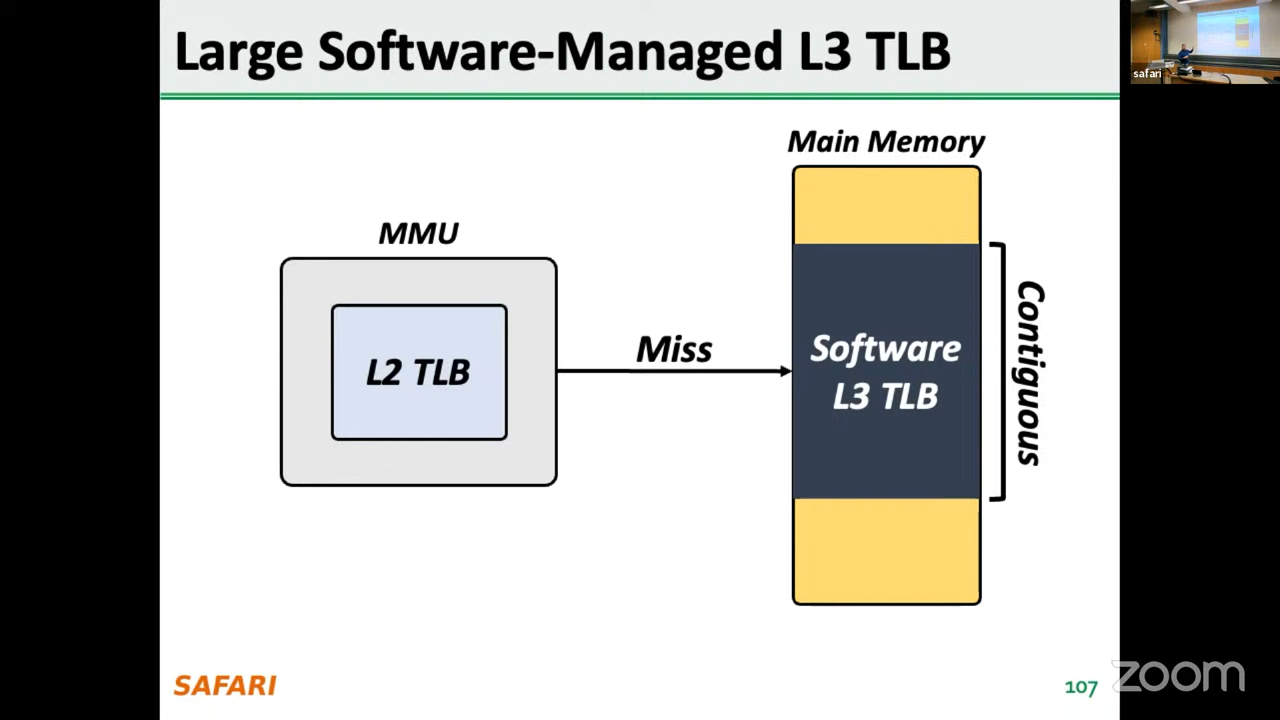 Large Software-Managed L3 TLB
safari
Main Memory
MMU
L2 TLB
Miss
Software
L3 TLB
Contiguous
SAFARI
107
zoom